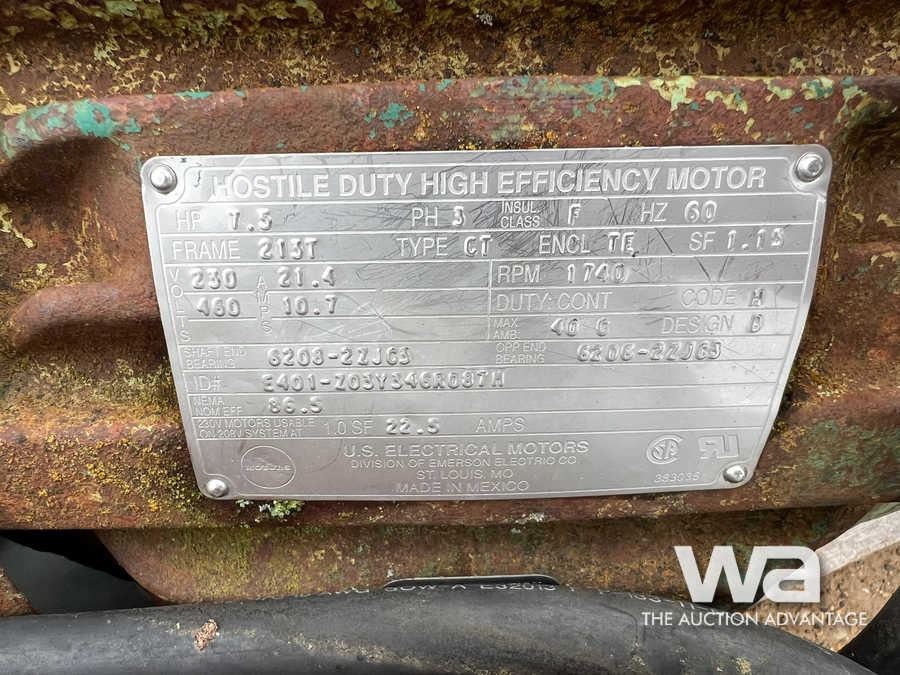 HOSTILE DUTY HIGH EFFICIENCY MOTOR
HP 7.5 PH 3 INSUL CLASS F HZ 60
FRAME 213T TYPE CT ENCL TE SF 1.15
VOLTS 230 AMPS 21.4 RPM 1740
460 10.7 DUTY CONT CODE H
MAX AMB. 40 C DESIGN B
SHAFT END BEARING 6208-2ZJ63 OPP END BEARING 6206-2ZJ63
ID# E401-Z03Y346R087H
NEMA NOM EFF 86.5
230V MOTORS USABLE ON 208V SYSTEM AT 1.0 SF 22.5 AMPS
U.S. ELECTRICAL MOTORS
DIVISION OF EMERSON ELECTRIC CO.
ST. LOUIS, MO
MADE IN MEXICO
383036
wa
THE AUCTION ADVANTAGE